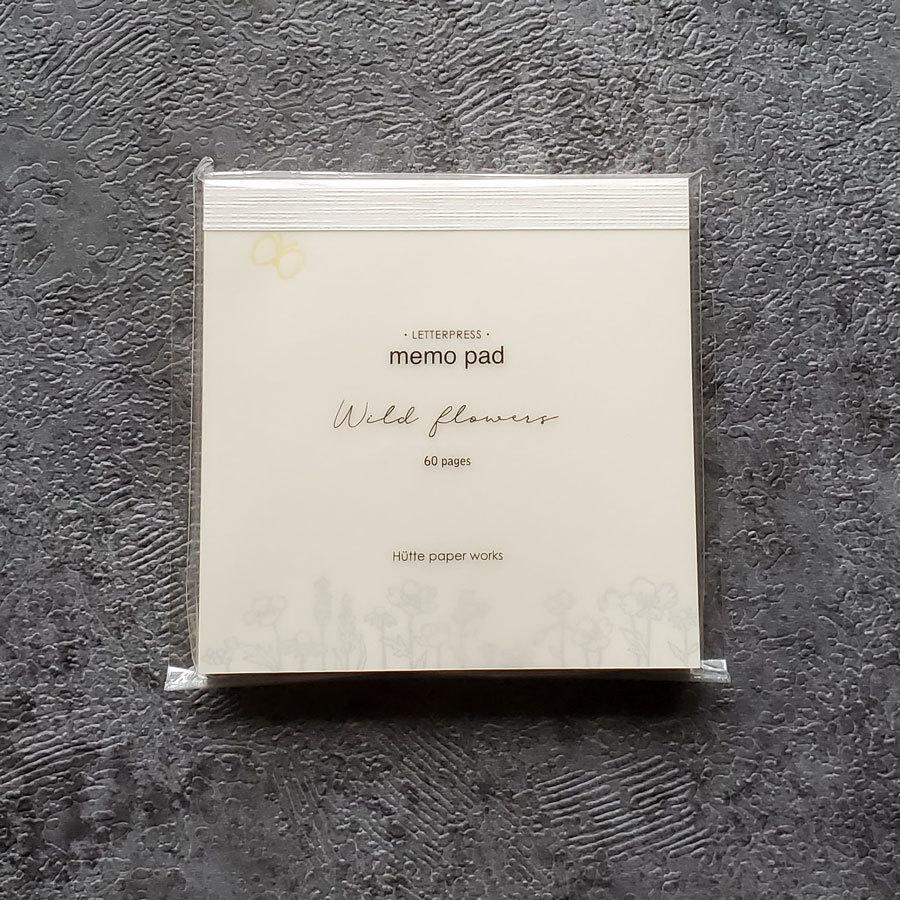 · LETTERPRESS ·
memo pad
Wild flowers
60 pages
Hütte paper works